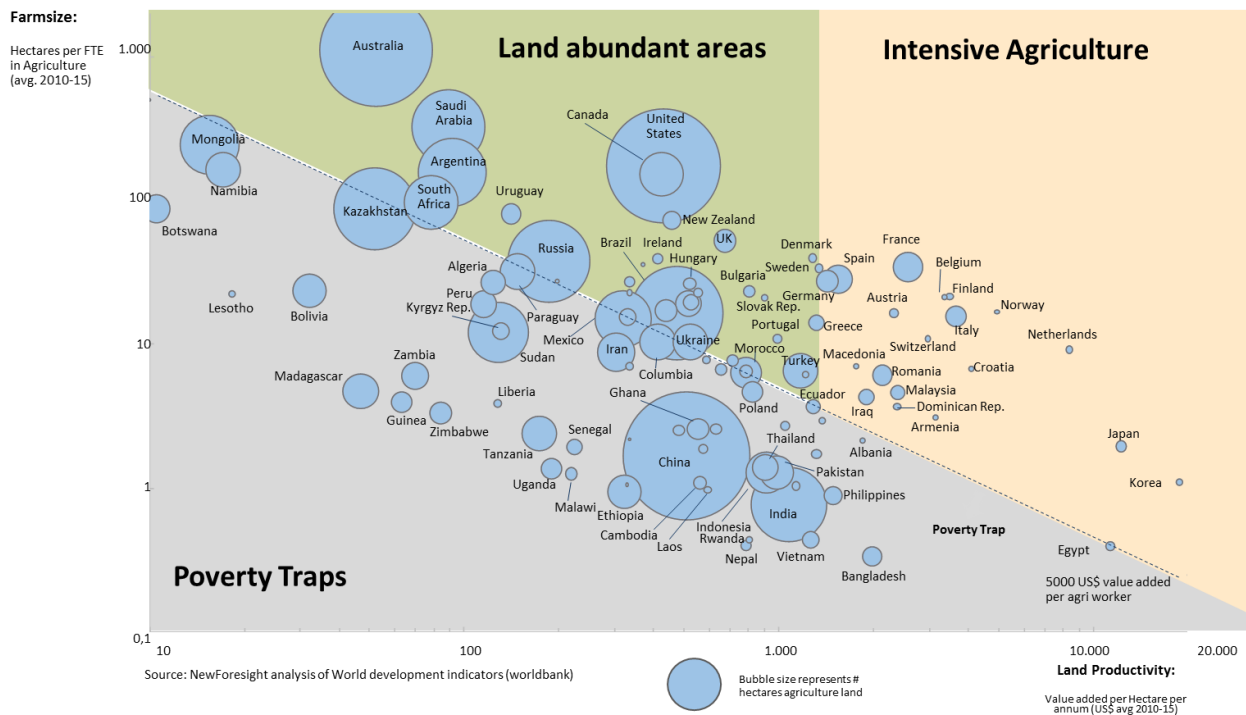 Farmsize:
Hectares per FTE
in Agriculture
(avg. 2010-15)
Land abundant areas
Intensive Agriculture
1.000
100
10
1
0,1
Australia
Saudi
Arabia
Canada
United
States
Mongolia
Argentina
Namibia
South
Africa
Uruguay
Kazakhstan
New Zealand
Botswana
UK
Brazil
Ireland
Denmark
France
Russia
Hungary
Sweden
Spain
Belgium
Algeria
Bulgaria
Finland
Peru
Germany
Austria
Slovak Rep.
Norway
Lesotho
Bolivia
Kyrgyz Rep.
Paraguay
Portugal
Greece
Italy
Netherlands
Mexico
Ukraine
Switzerland
Sudan
Iran
Morocco
Macedonia
Zambia
Turkey
Croatia
Madagascar
Columbia
Romania
Liberia
Ghana
Ecuador
Malaysia
Guinea
Poland
Iraq
Dominican Rep.
Zimbabwe
Armenia
Senegal
Thailand
Japan
Tanzania
Albania
China
Pakistan
Uganda
Korea
Malawi
Philippines
Ethiopia
India
Indonesia
Cambodia
Rwanda
Poverty Trap
Laos
Nepal
Vietnam
Egypt
Bangladesh
Poverty Traps
5000 US$ value added
per agri worker
10
100
1.000
10.000
20.000
Source: NewForesight analysis of World development indicators (worldbank)
Bubble size represents #
hectares agriculture land
Land Productivity:
Value added per Hectare per
annum (US$ avg 2010-15)